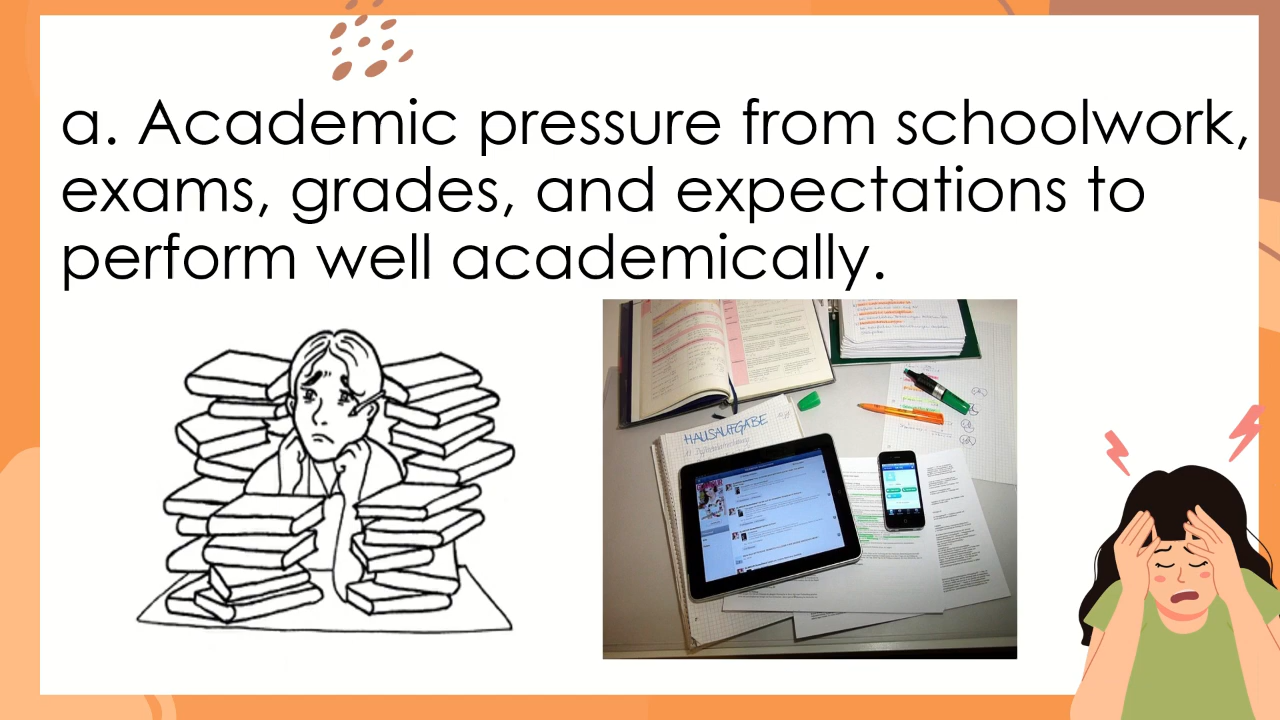 a. Academic pressure from schoolwork,
exams, grades, and expectations to
perform well academically.
HAUSAUFGABE